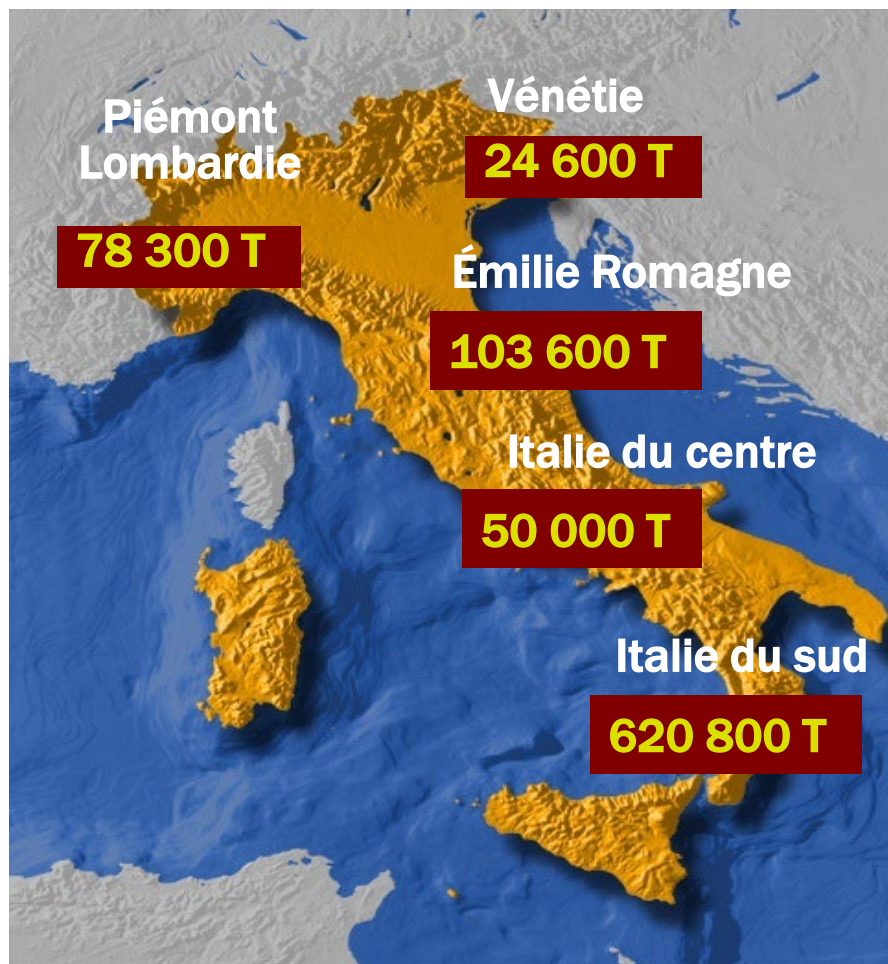 Vénétie
24 600 T
Piémont
Lombardie
78 300 T
Émilie Romagne
103 600 T
Italie du centre
50 000 T
Italie du sud
620 800 T